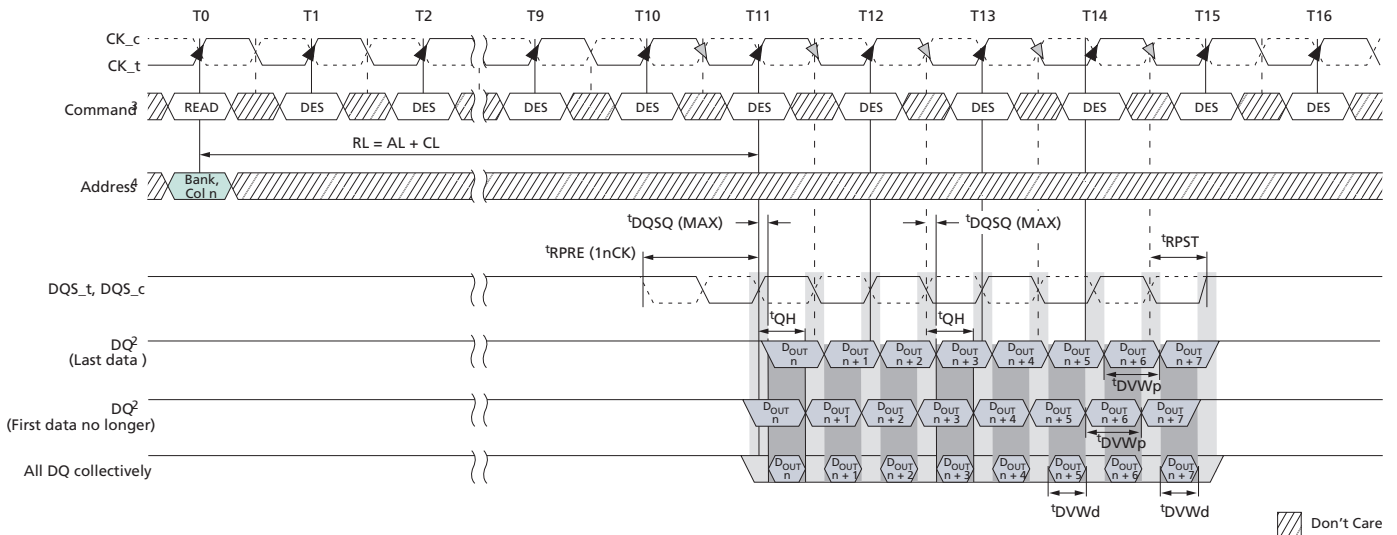 T0 T1 T2 T9 T10 T11 T12 T13 T14 T15 T16
CK_c
CK_t
Command3 READ DES DES DES DES DES DES DES DES DES DES
RL = AL + CL
Address4 Bank,
Col n
tDQSQ (MAX) tDQSQ (MAX)
tRPRE (1nCK) tRPST
DQS_t, DQS_c
tQH tQH
DQ2
(Last data )
DOUT n DOUT n + 1 DOUT n + 2 DOUT n + 3 DOUT n + 4 DOUT n + 5 DOUT n + 6 DOUT n + 7
tDVWp
DQ2
(First data no longer)
DOUT n DOUT n + 1 DOUT n + 2 DOUT n + 3 DOUT n + 4 DOUT n + 5 DOUT n + 6 DOUT n + 7
tDVWp
All DQ collectively
DOUT n DOUT n + 1 DOUT n + 2 DOUT n + 3 DOUT n + 4 DOUT n + 5 DOUT n + 6 DOUT n + 7
tDVWd tDVWd
Don't Care